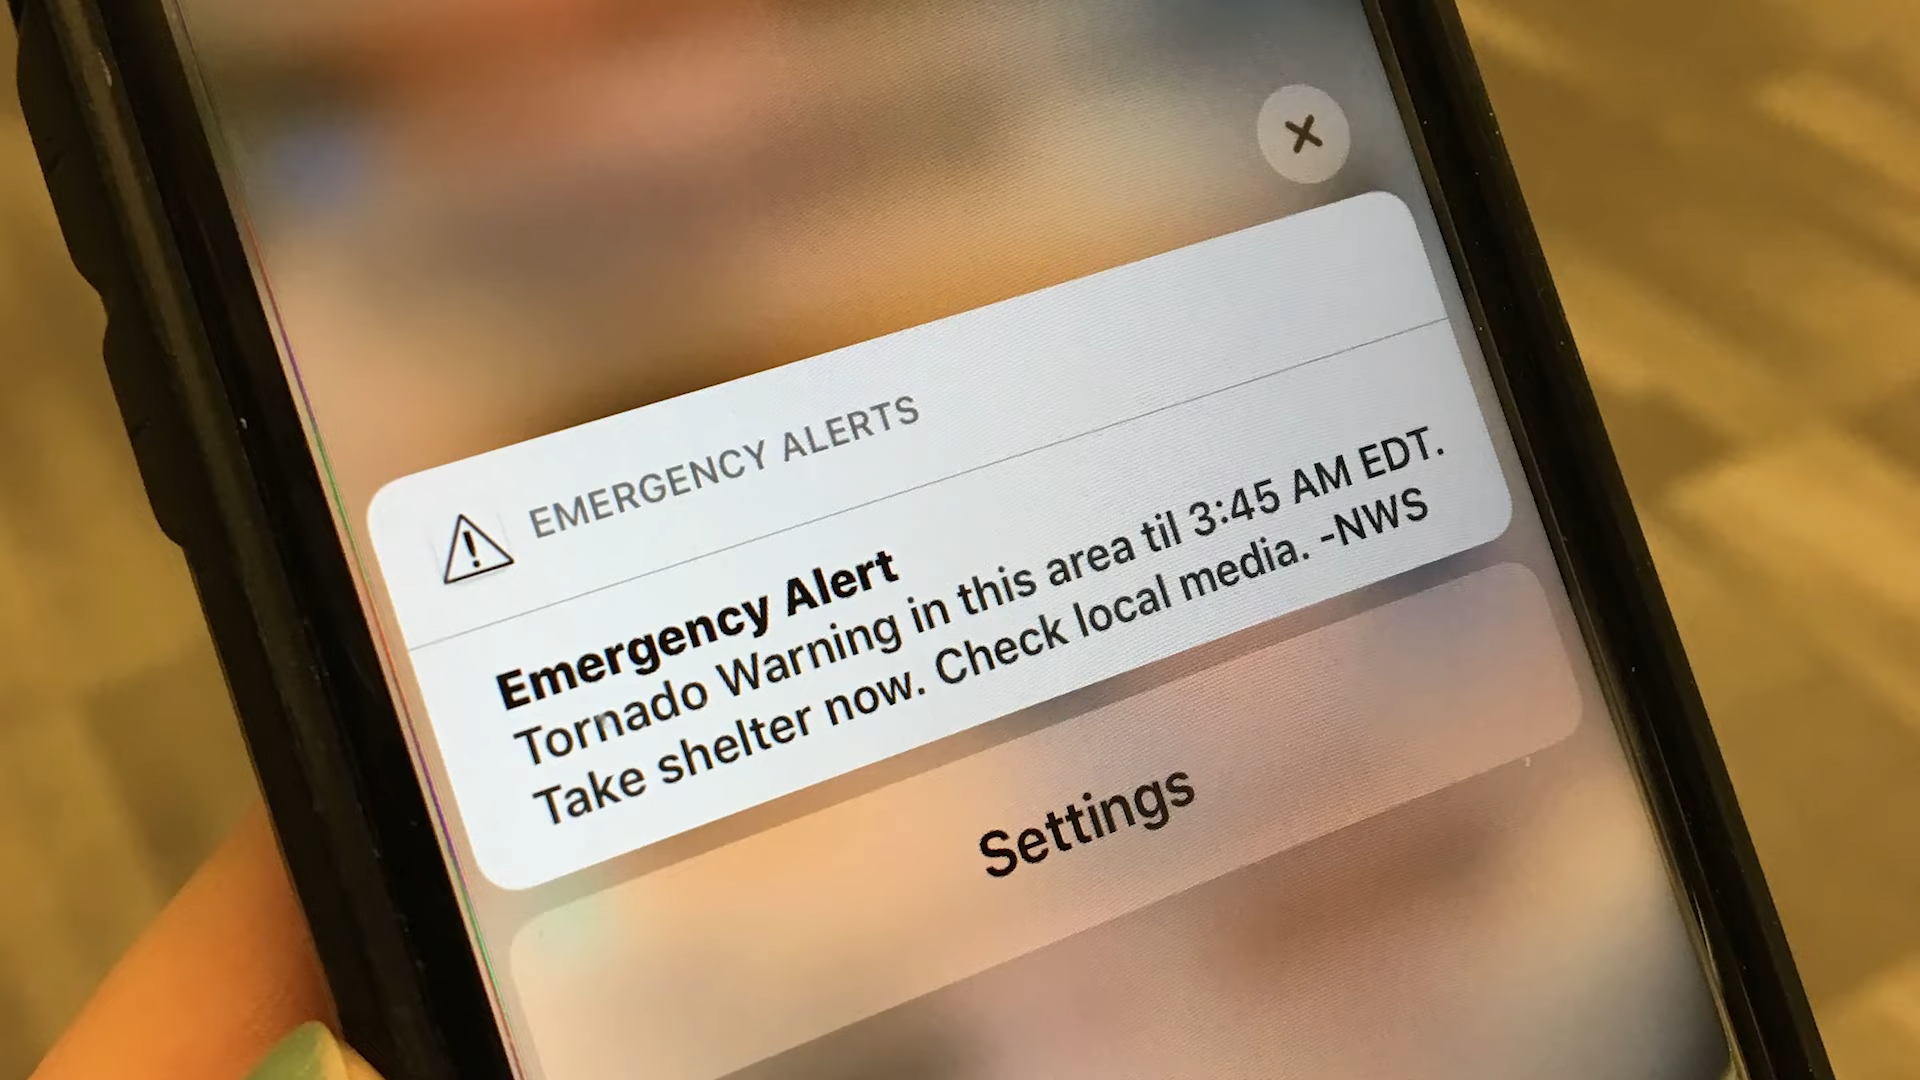 EMERGENCY ALERTS
Emergency Alert
Tornado Warning in this area til 3:45 AM EDT.
Take shelter now. Check local media. -NWS
Settings